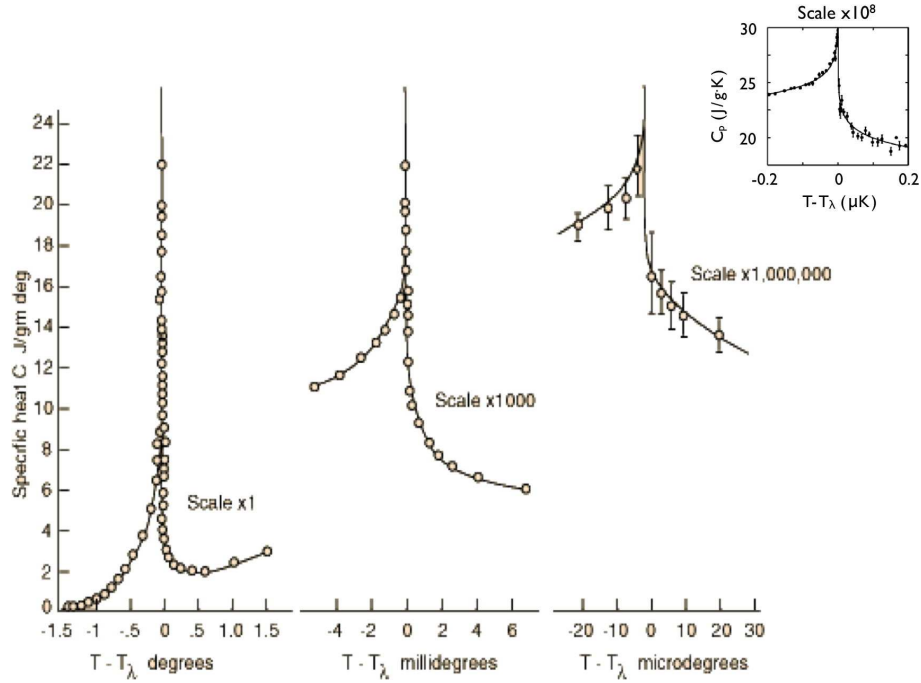 Scale x10⁸
30
25
20
C_P (J/g·K)
-0.2 0 0.2
T-T_λ (μK)
Specific heat C J/gm deg
24
22
20
18
16
14
12
10
8
6
4
2
0
Scale x1
Scale x1000
Scale x1,000,000
-1.5 -1 -.5 0 .5 1.0 1.5
-4 -2 0 2 4 6
-20 -10 0 10 20 30
T - T_λ degrees
T - T_λ millidegrees
T - T_λ microdegrees